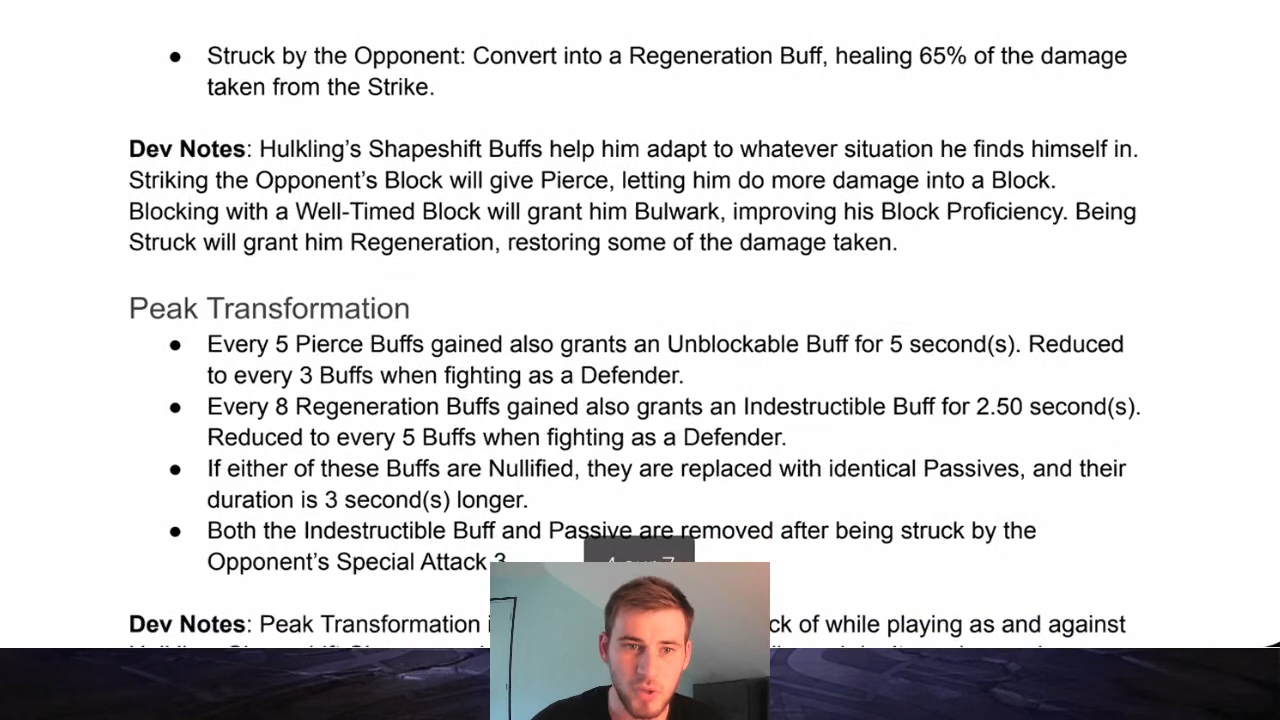 ● Struck by the Opponent: Convert into a Regeneration Buff, healing 65% of the damage
taken from the Strike.
Dev Notes: Hulkling’s Shapeshift Buffs help him adapt to whatever situation he finds himself in.
Striking the Opponent’s Block will give Pierce, letting him do more damage into a Block.
Blocking with a Well-Timed Block will grant him Bulwark, improving his Block Proficiency. Being
Struck will grant him Regeneration, restoring some of the damage taken.
Peak Transformation
● Every 5 Pierce Buffs gained also grants an Unblockable Buff for 5 second(s). Reduced
to every 3 Buffs when fighting as a Defender.
● Every 8 Regeneration Buffs gained also grants an Indestructible Buff for 2.50 second(s).
Reduced to every 5 Buffs when fighting as a Defender.
● If either of these Buffs are Nullified, they are replaced with identical Passives, and their
duration is 3 second(s) longer.
● Both the Indestructible Buff and Passive are removed after being struck by the
Opponent’s Special Attack 3
Dev Notes: Peak Transformation of while playing as and against